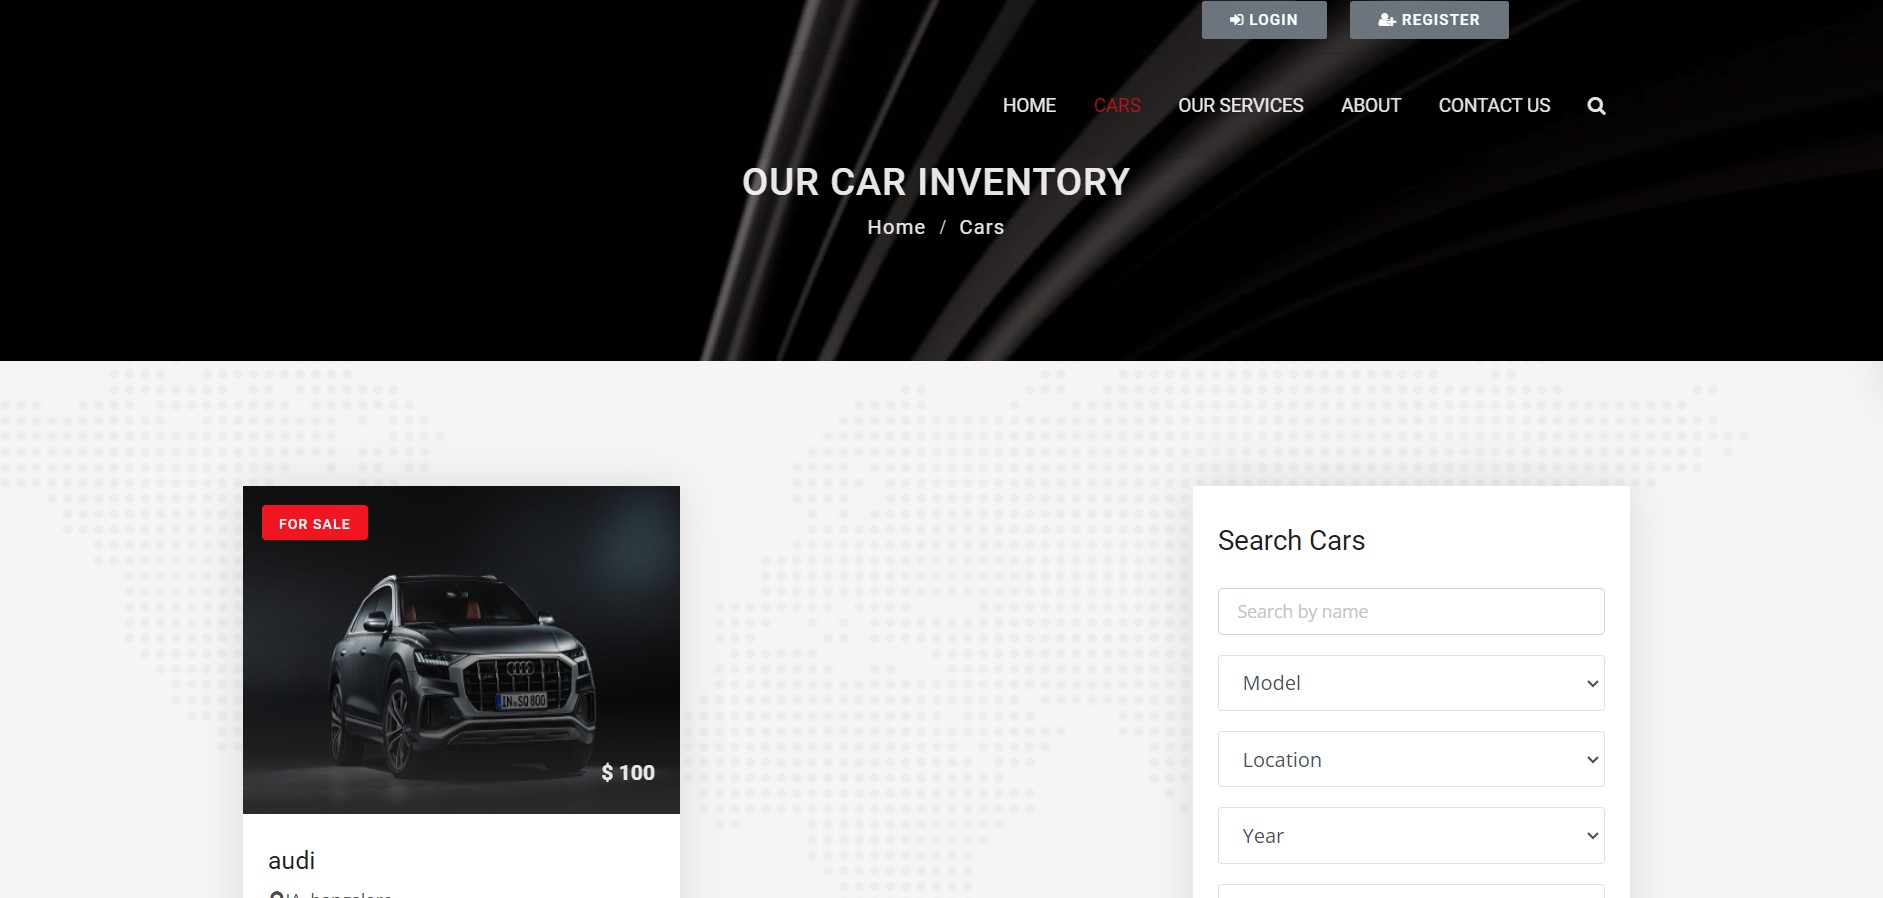 LOGIN
REGISTER
HOME
CARS
OUR SERVICES
ABOUT
CONTACT US
OUR CAR INVENTORY
Home / Cars
FOR SALE
IN SQ 800
$ 100
audi
Search Cars
Search by name
Model
Location
Year